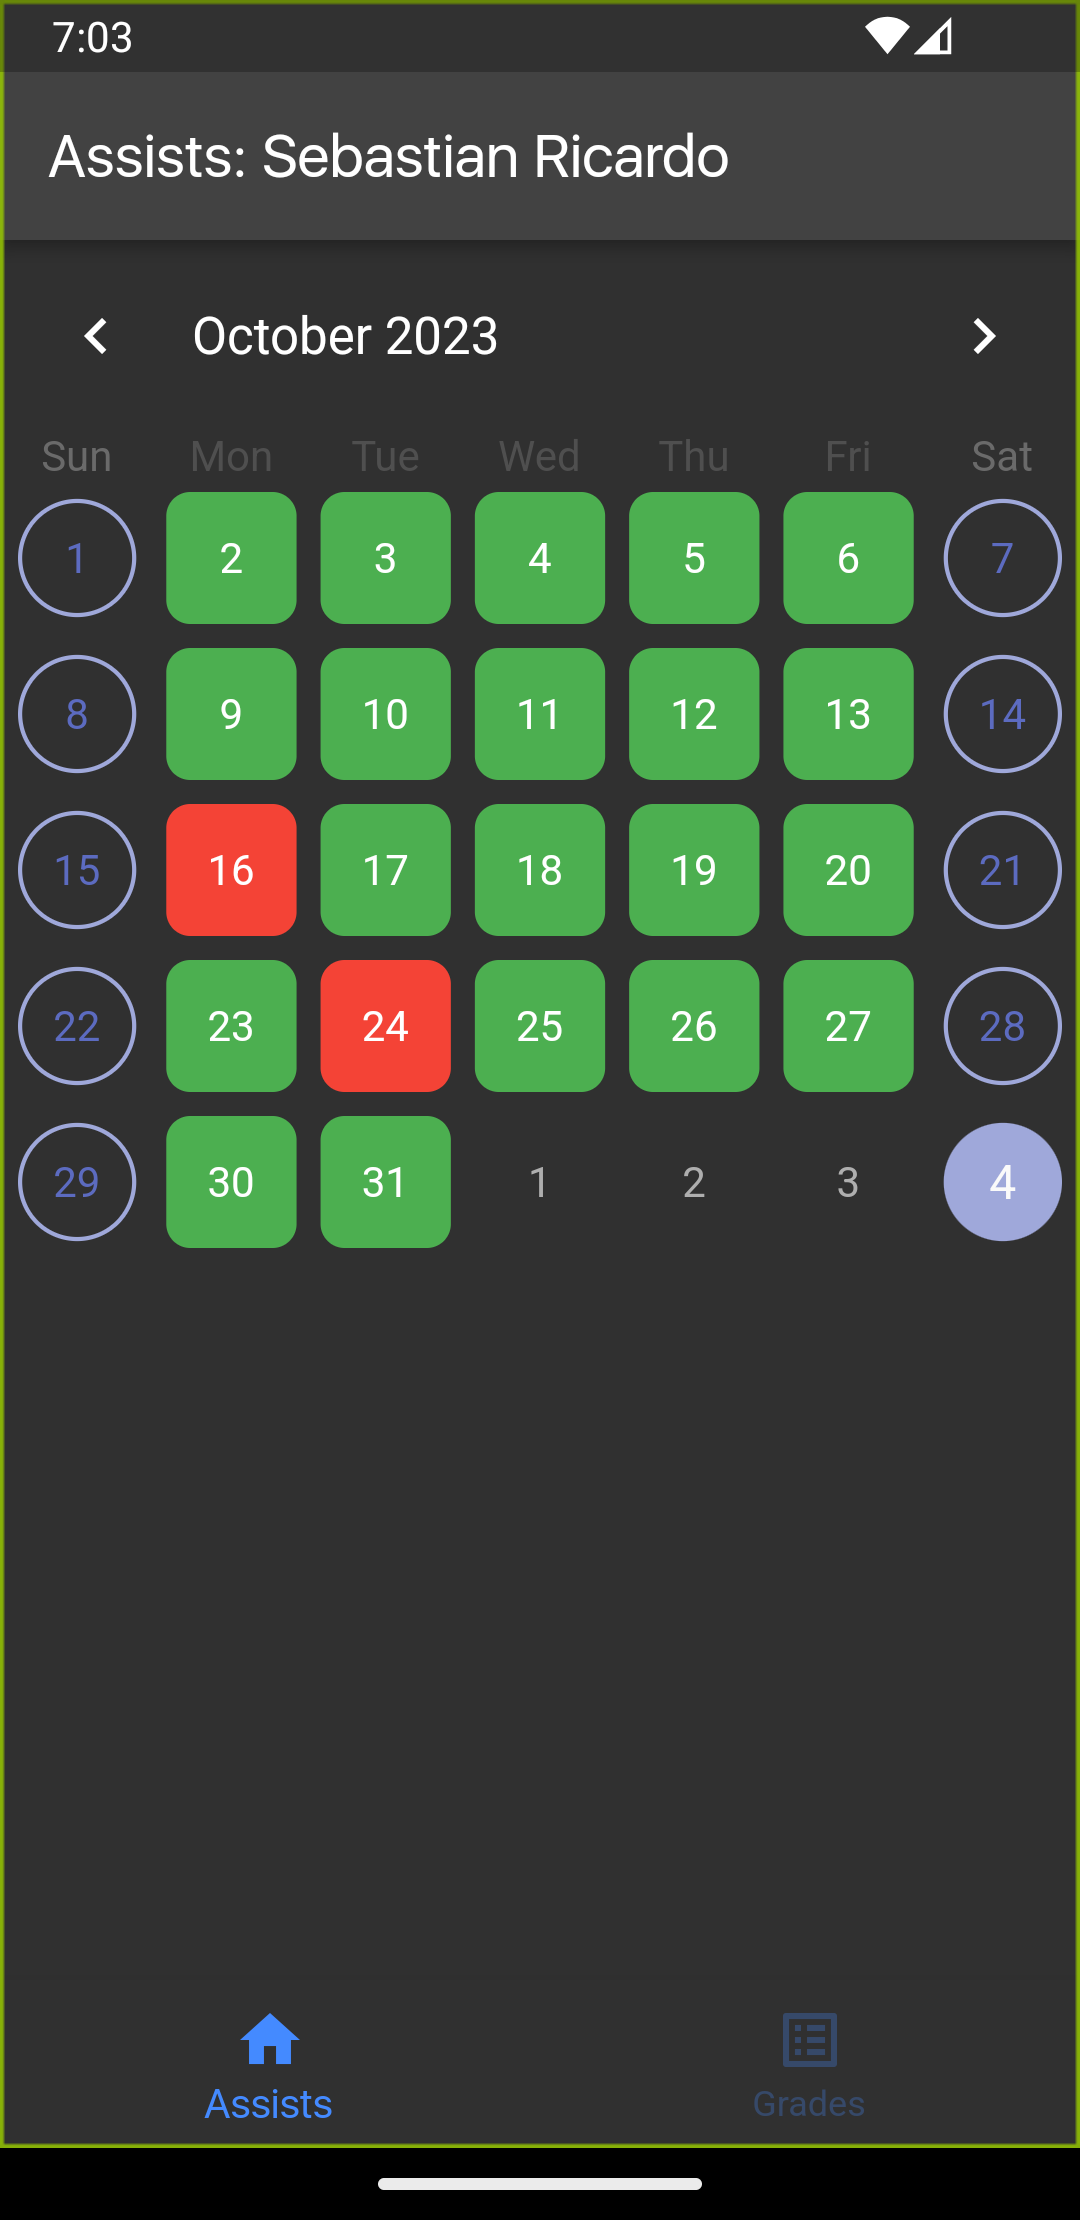 7:03
Assists: Sebastian Ricardo
October 2023
Sun Mon Tue Wed Thu Fri Sat
1 2 3 4 5 6 7
8 9 10 11 12 13 14
15 16 17 18 19 20 21
22 23 24 25 26 27 28
29 30 31 1 2 3 4
Assists Grades